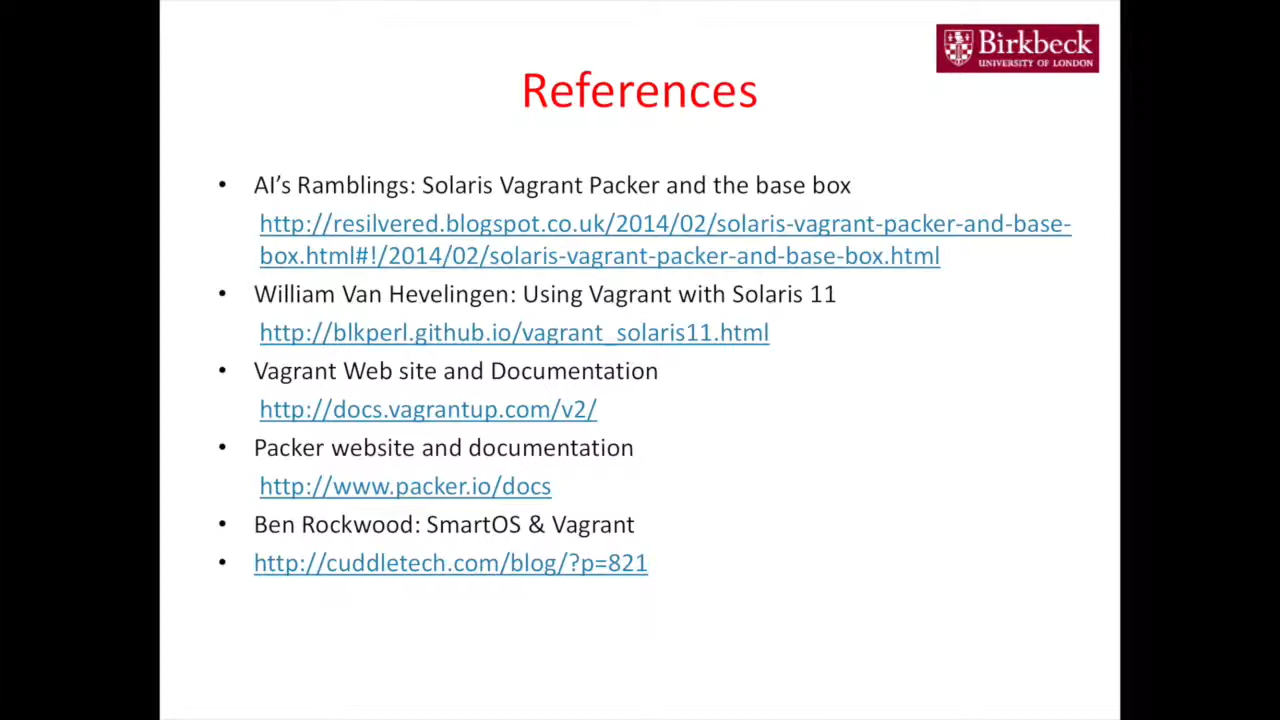 Birkbeck
UNIVERSITY OF LONDON
References
• AI’s Ramblings: Solaris Vagrant Packer and the base box
http://resilvered.blogspot.co.uk/2014/02/solaris-vagrant-packer-and-base-
box.html#!/2014/02/solaris-vagrant-packer-and-base-box.html
• William Van Hevelingen: Using Vagrant with Solaris 11
http://blkperl.github.io/vagrant_solaris11.html
• Vagrant Web site and Documentation
http://docs.vagrantup.com/v2/
• Packer website and documentation
http://www.packer.io/docs
• Ben Rockwood: SmartOS & Vagrant
• http://cuddletech.com/blog/?p=821